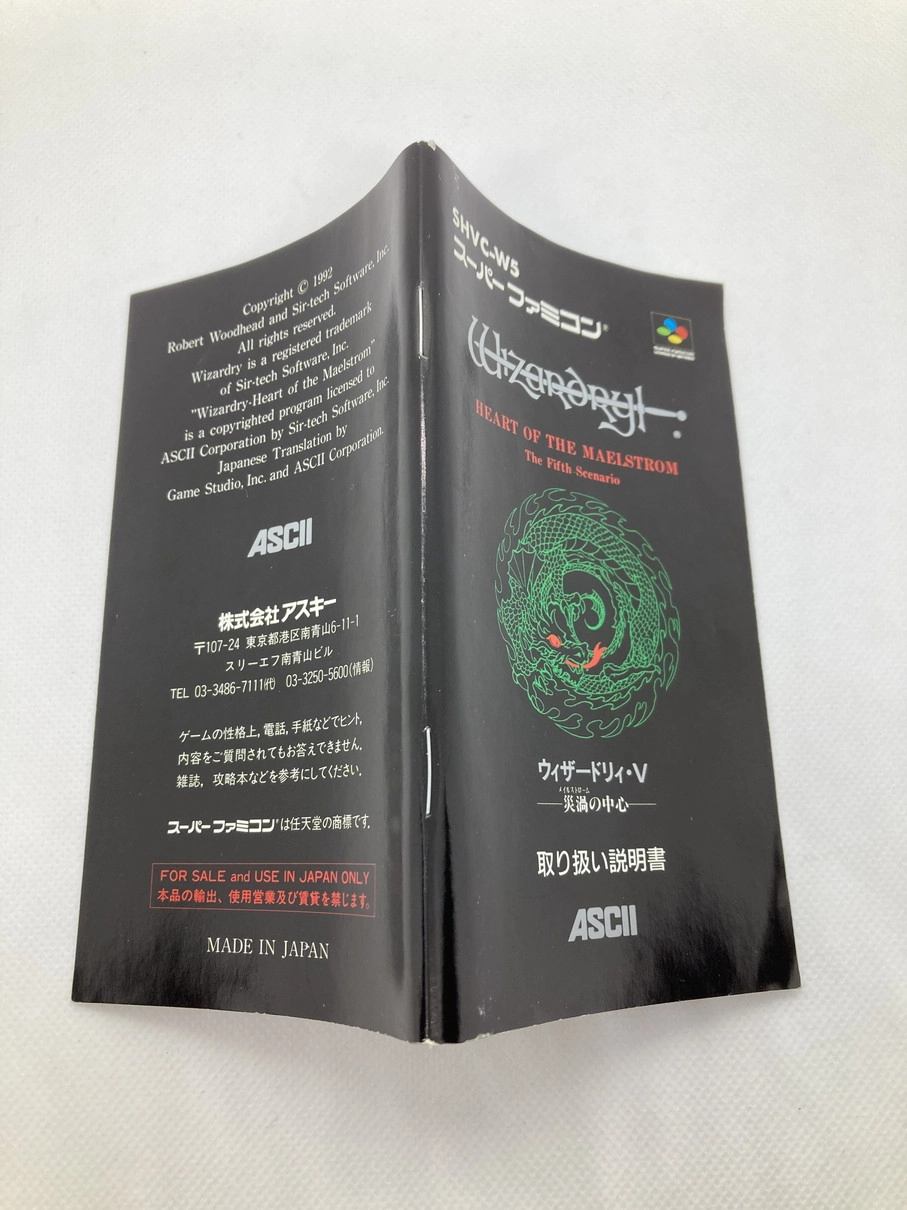 Copyright © 1992
Robert Woodhead and Sir-tech Software, Inc.
All rights reserved.
Wizardry is a registered trademark
of Sir-tech Software, Inc.
"Wizardry-Heart of the Maelstrom"
is a copyrighted program licensed to
ASCII Corporation by Sir-tech Software, Inc.
Japanese Translation by
Game Studio, Inc. and ASCII Corporation.
ASCII
株式会社アスキー
〒107-24 東京都港区南青山6-11-1
スリーエフ南青山ビル
TEL 03-3486-7111(代) 03-3250-5600(情報)
ゲームの性格上,電話,手紙などでヒント,
内容をご質問されてもお答えできません.
雑誌,攻略本などを参考にしてください.
スーパーファミコン®は任天堂の商標です.
FOR SALE and USE IN JAPAN ONLY
本品の輸出、使用営業及び賃貸を禁じます。
MADE IN JAPAN
SHVC-W5
スーパーファミコン®
Wizardry
HEART OF THE MAELSTROM
The Fifth Scenario
ウィザードリィ・V
メイルストローム
災渦の中心
取り扱い説明書
ASCII